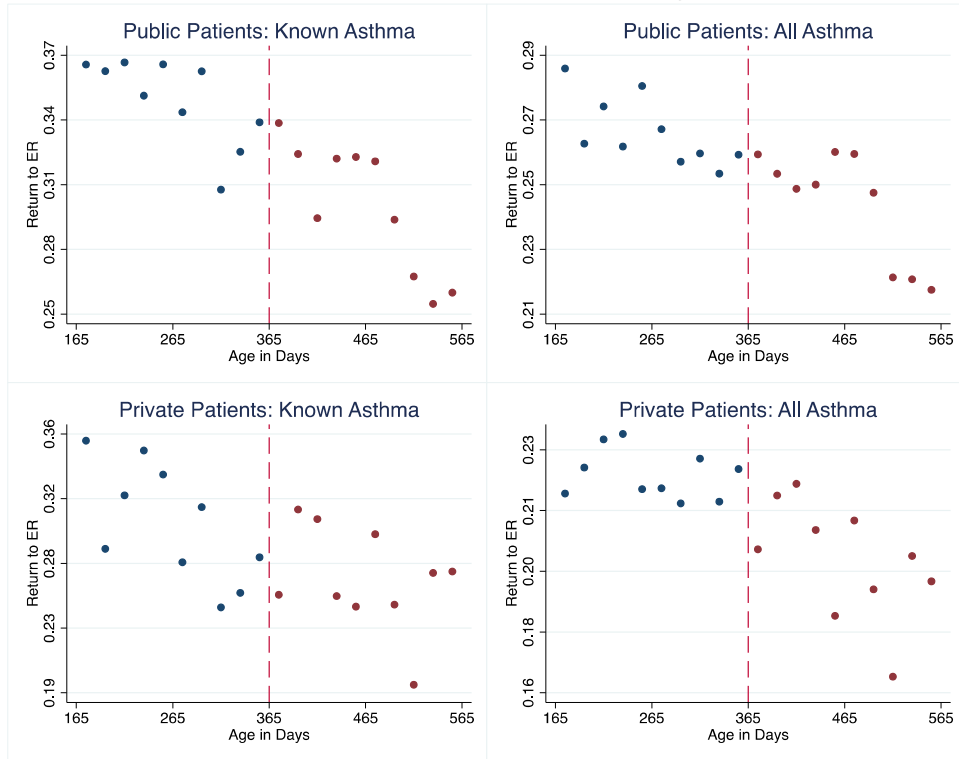 Public Patients: Known Asthma
Return to ER
0.37
0.34
0.31
0.28
0.25
165 265 365 465 565
Age in Days
Public Patients: All Asthma
Return to ER
0.29
0.27
0.25
0.23
0.21
165 265 365 465 565
Age in Days
Private Patients: Known Asthma
Return to ER
0.36
0.32
0.28
0.23
0.19
165 265 365 465 565
Age in Days
Private Patients: All Asthma
Return to ER
0.23
0.21
0.20
0.18
0.16
165 265 365 465 565
Age in Days